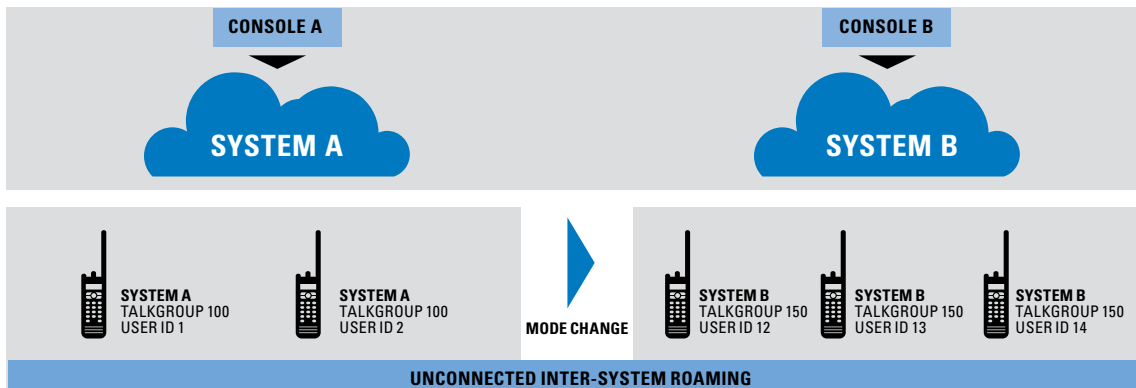 CONSOLE A
CONSOLE B
SYSTEM A
SYSTEM B
SYSTEM A
TALKGROUP 100
USER ID 1
SYSTEM A
TALKGROUP 100
USER ID 2
MODE CHANGE
SYSTEM B
TALKGROUP 150
USER ID 12
SYSTEM B
TALKGROUP 150
USER ID 13
SYSTEM B
TALKGROUP 150
USER ID 14
UNCONNECTED INTER-SYSTEM ROAMING